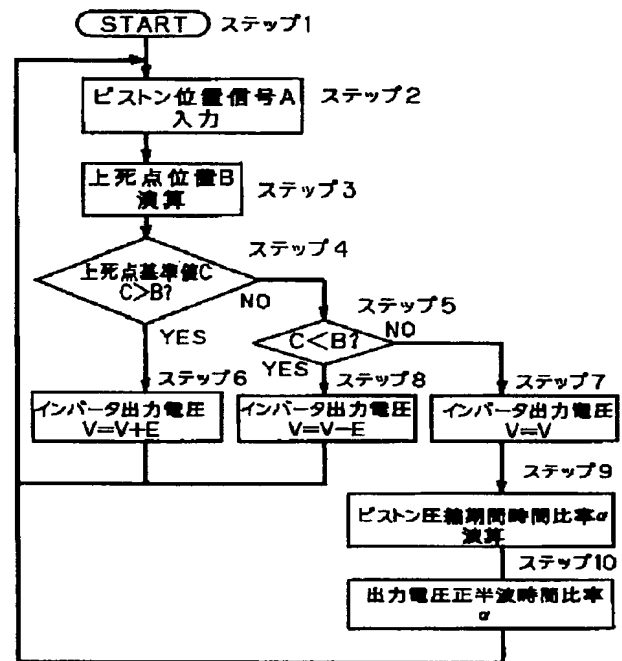 START ステップ1
ピストン位置信号A
入力
ステップ2
上死点位置B
演算
ステップ3
ステップ4
上死点基準値C
C>B?
NO
YES
ステップ5
C<B?
NO
YES
ステップ6
インバータ出力電圧
V=V+E
ステップ8
インバータ出力電圧
V=V−E
ステップ7
インバータ出力電圧
V=V
ステップ9
ピストン圧縮期間時間比率α
演算
ステップ10
出力電圧正半波時間比率
α